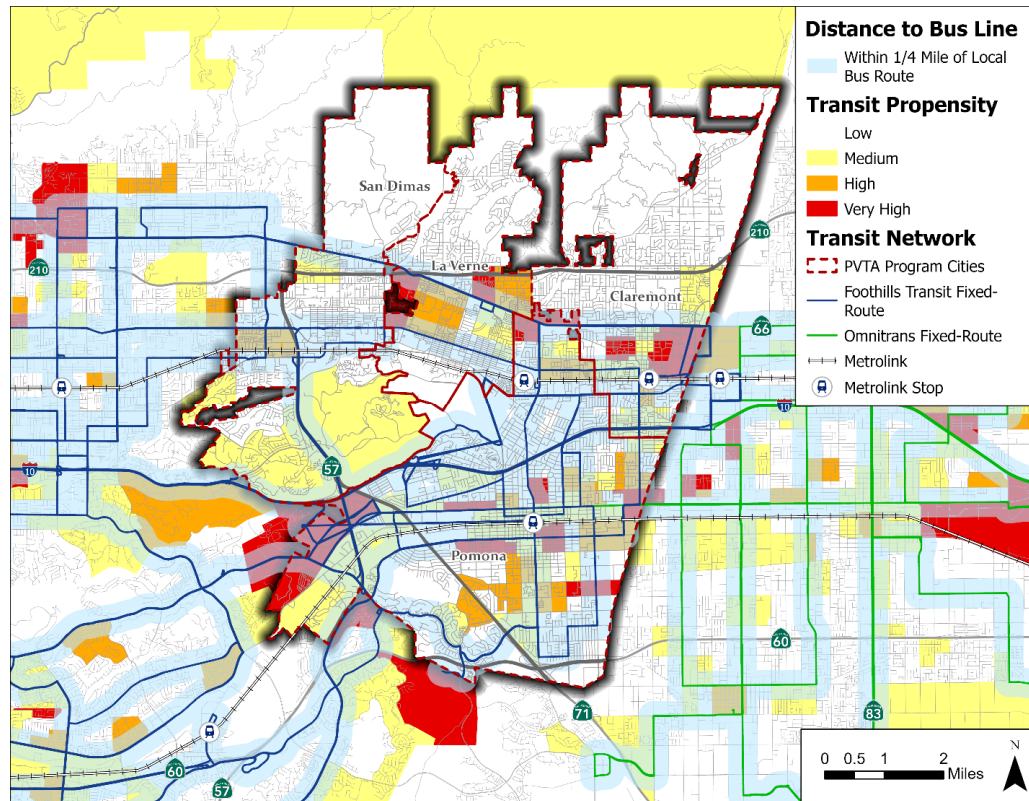 Distance to Bus Line
Within 1/4 Mile of Local
Bus Route
Transit Propensity
Low
Medium
High
Very High
Transit Network
PVTA Program Cities
Foothills Transit Fixed-
Route
Omnitrans Fixed-Route
Metrolink
Metrolink Stop
San Dimas
210
La Verne
210
Claremont
66
10
57
10
Pomona
60
71
83
60
57
0 0.5 1 2
Miles
N